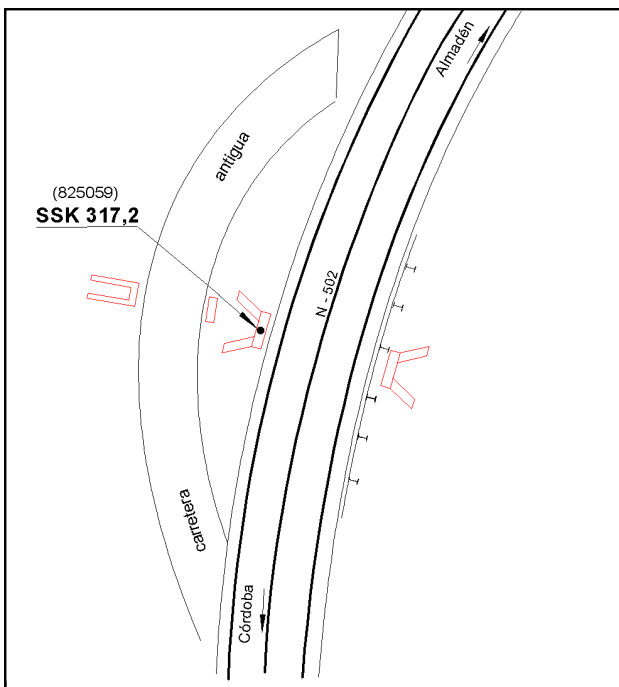 Almadén
antigua
(825059)
SSK 317,2
N - 502
carretera
Córdoba